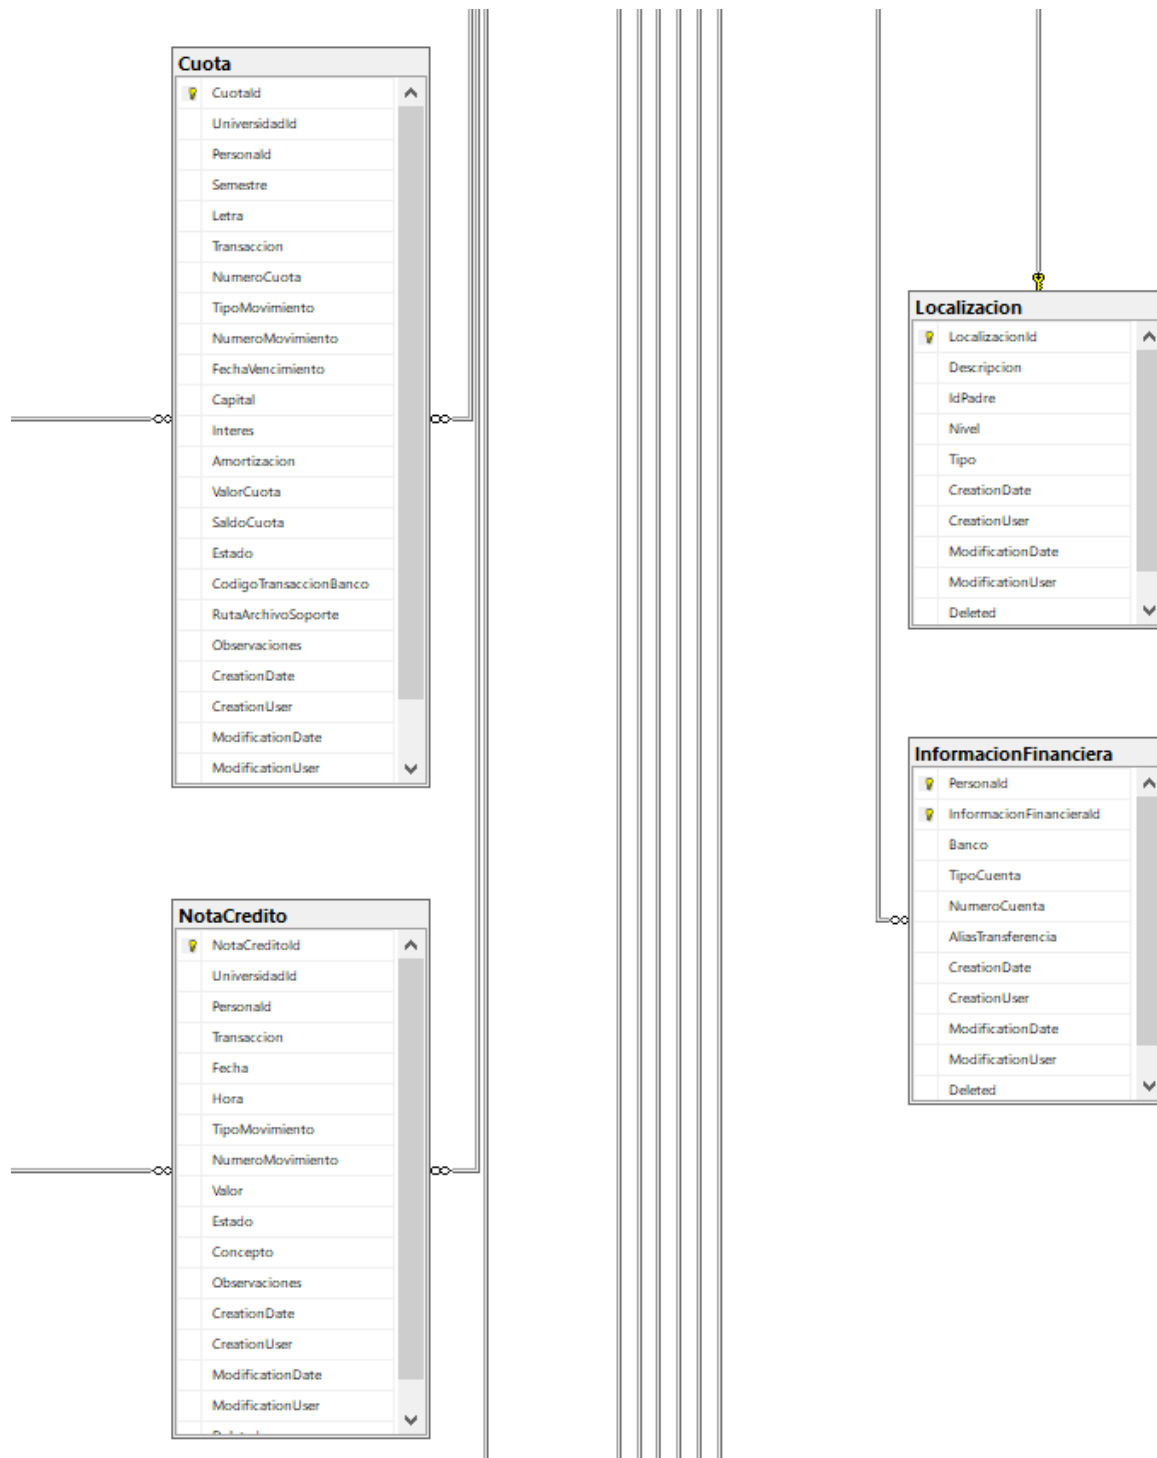 Cuota
CuotaId
UniversidadId
PersonaId
Semestre
Letra
Transaccion
NumeroCuota
TipoMovimiento
NumeroMovimiento
FechaVencimiento
Capital
Interes
Amortizacion
ValorCuota
SaldoCuota
Estado
CodigoTransaccionBanco
RutaArchivoSoporte
Observaciones
CreationDate
CreationUser
ModificationDate
ModificationUser
NotaCredito
NotaCreditoId
UniversidadId
PersonaId
Transaccion
Fecha
Hora
TipoMovimiento
NumeroMovimiento
Valor
Estado
Concepto
Observaciones
CreationDate
CreationUser
ModificationDate
ModificationUser
Localizacion
LocalizacionId
Descripcion
IdPadre
Nivel
Tipo
CreationDate
CreationUser
ModificationDate
ModificationUser
Deleted
InformacionFinanciera
PersonaId
InformacionFinancieraId
Banco
TipoCuenta
NumeroCuenta
AliasTransferencia
CreationDate
CreationUser
ModificationDate
ModificationUser
Deleted